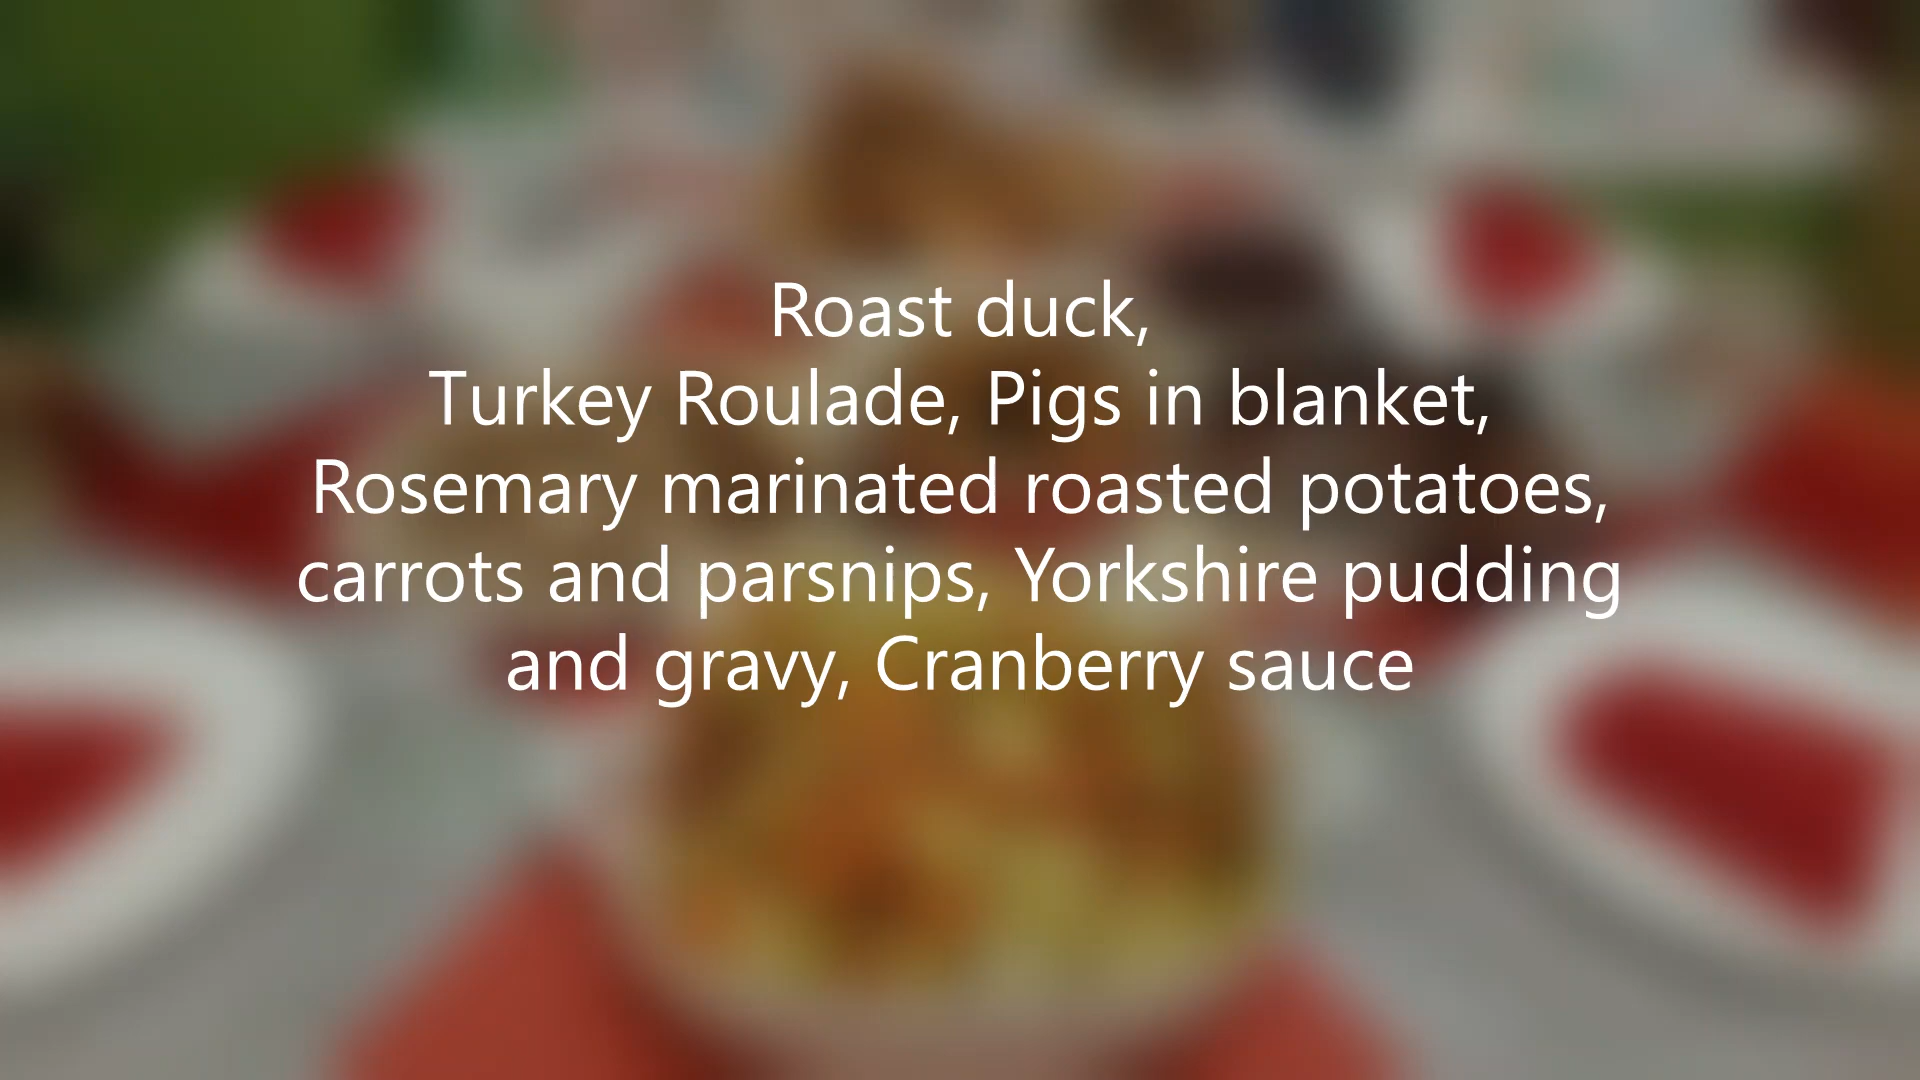 Roast duck,
Turkey Roulade, Pigs in blanket,
Rosemary marinated roasted potatoes,
carrots and parsnips, Yorkshire pudding
and gravy, Cranberry sauce